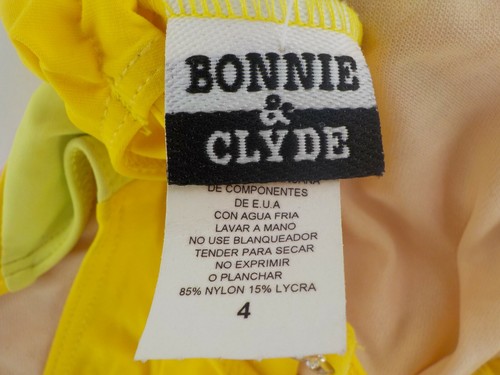 BONNIE
&
CLYDE
DE COMPONENTES
DE E.U.A
CON AGUA FRIA
LAVAR A MANO
NO USE BLANQUEADOR
TENDER PARA SECAR
NO EXPRIMIR
O PLANCHAR
85% NYLON 15% LYCRA
4